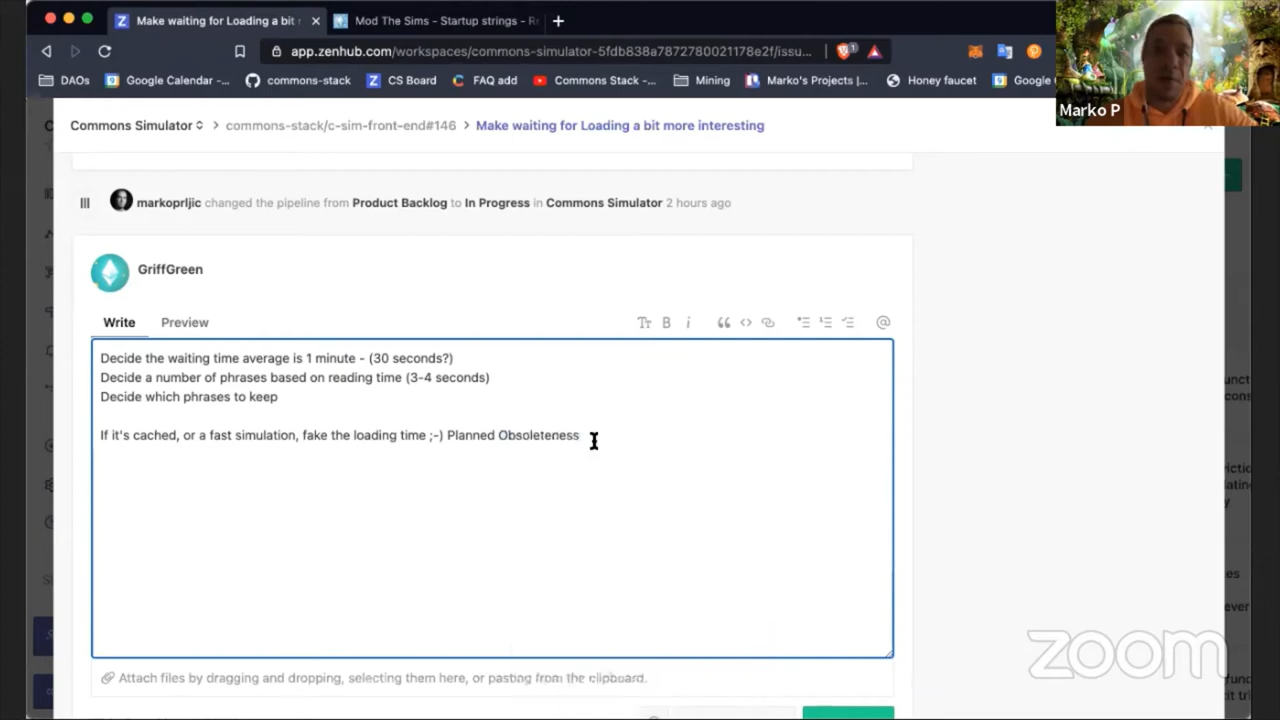 Make waiting for Loading a bit
Mod The Sims - Startup strings - R
app.zenhub.com/workspaces/commons-simulator-5fdb838a7872780021178e2f/issu...
1
DAOs
Google Calendar -...
commons-stack
CS Board
FAQ add
Commons Stack -...
Mining
Marko's Projects |...
Honey faucet
Google
Marko P
Commons Simulator > commons-stack/c-sim-front-end#146 > Make waiting for Loading a bit more interesting
markoprljic changed the pipeline from Product Backlog to In Progress in Commons Simulator 2 hours ago
GriffGreen
Write
Preview
Decide the waiting time average is 1 minute - (30 seconds?)
Decide a number of phrases based on reading time (3-4 seconds)
Decide which phrases to keep
If it's cached, or a fast simulation, fake the loading time ;-) Planned Obsoleteness
Attach files by dragging and dropping, selecting them here, or pasting from the clipboard.
zoom